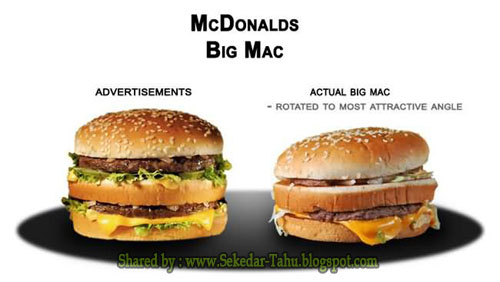 McDonalds
Big Mac
ADVERTISEMENTS
ACTUAL BIG MAC
- ROTATED TO MOST ATTRACTIVE ANGLE
Shared by : www.Sekedar-Tahu.blogspot.com